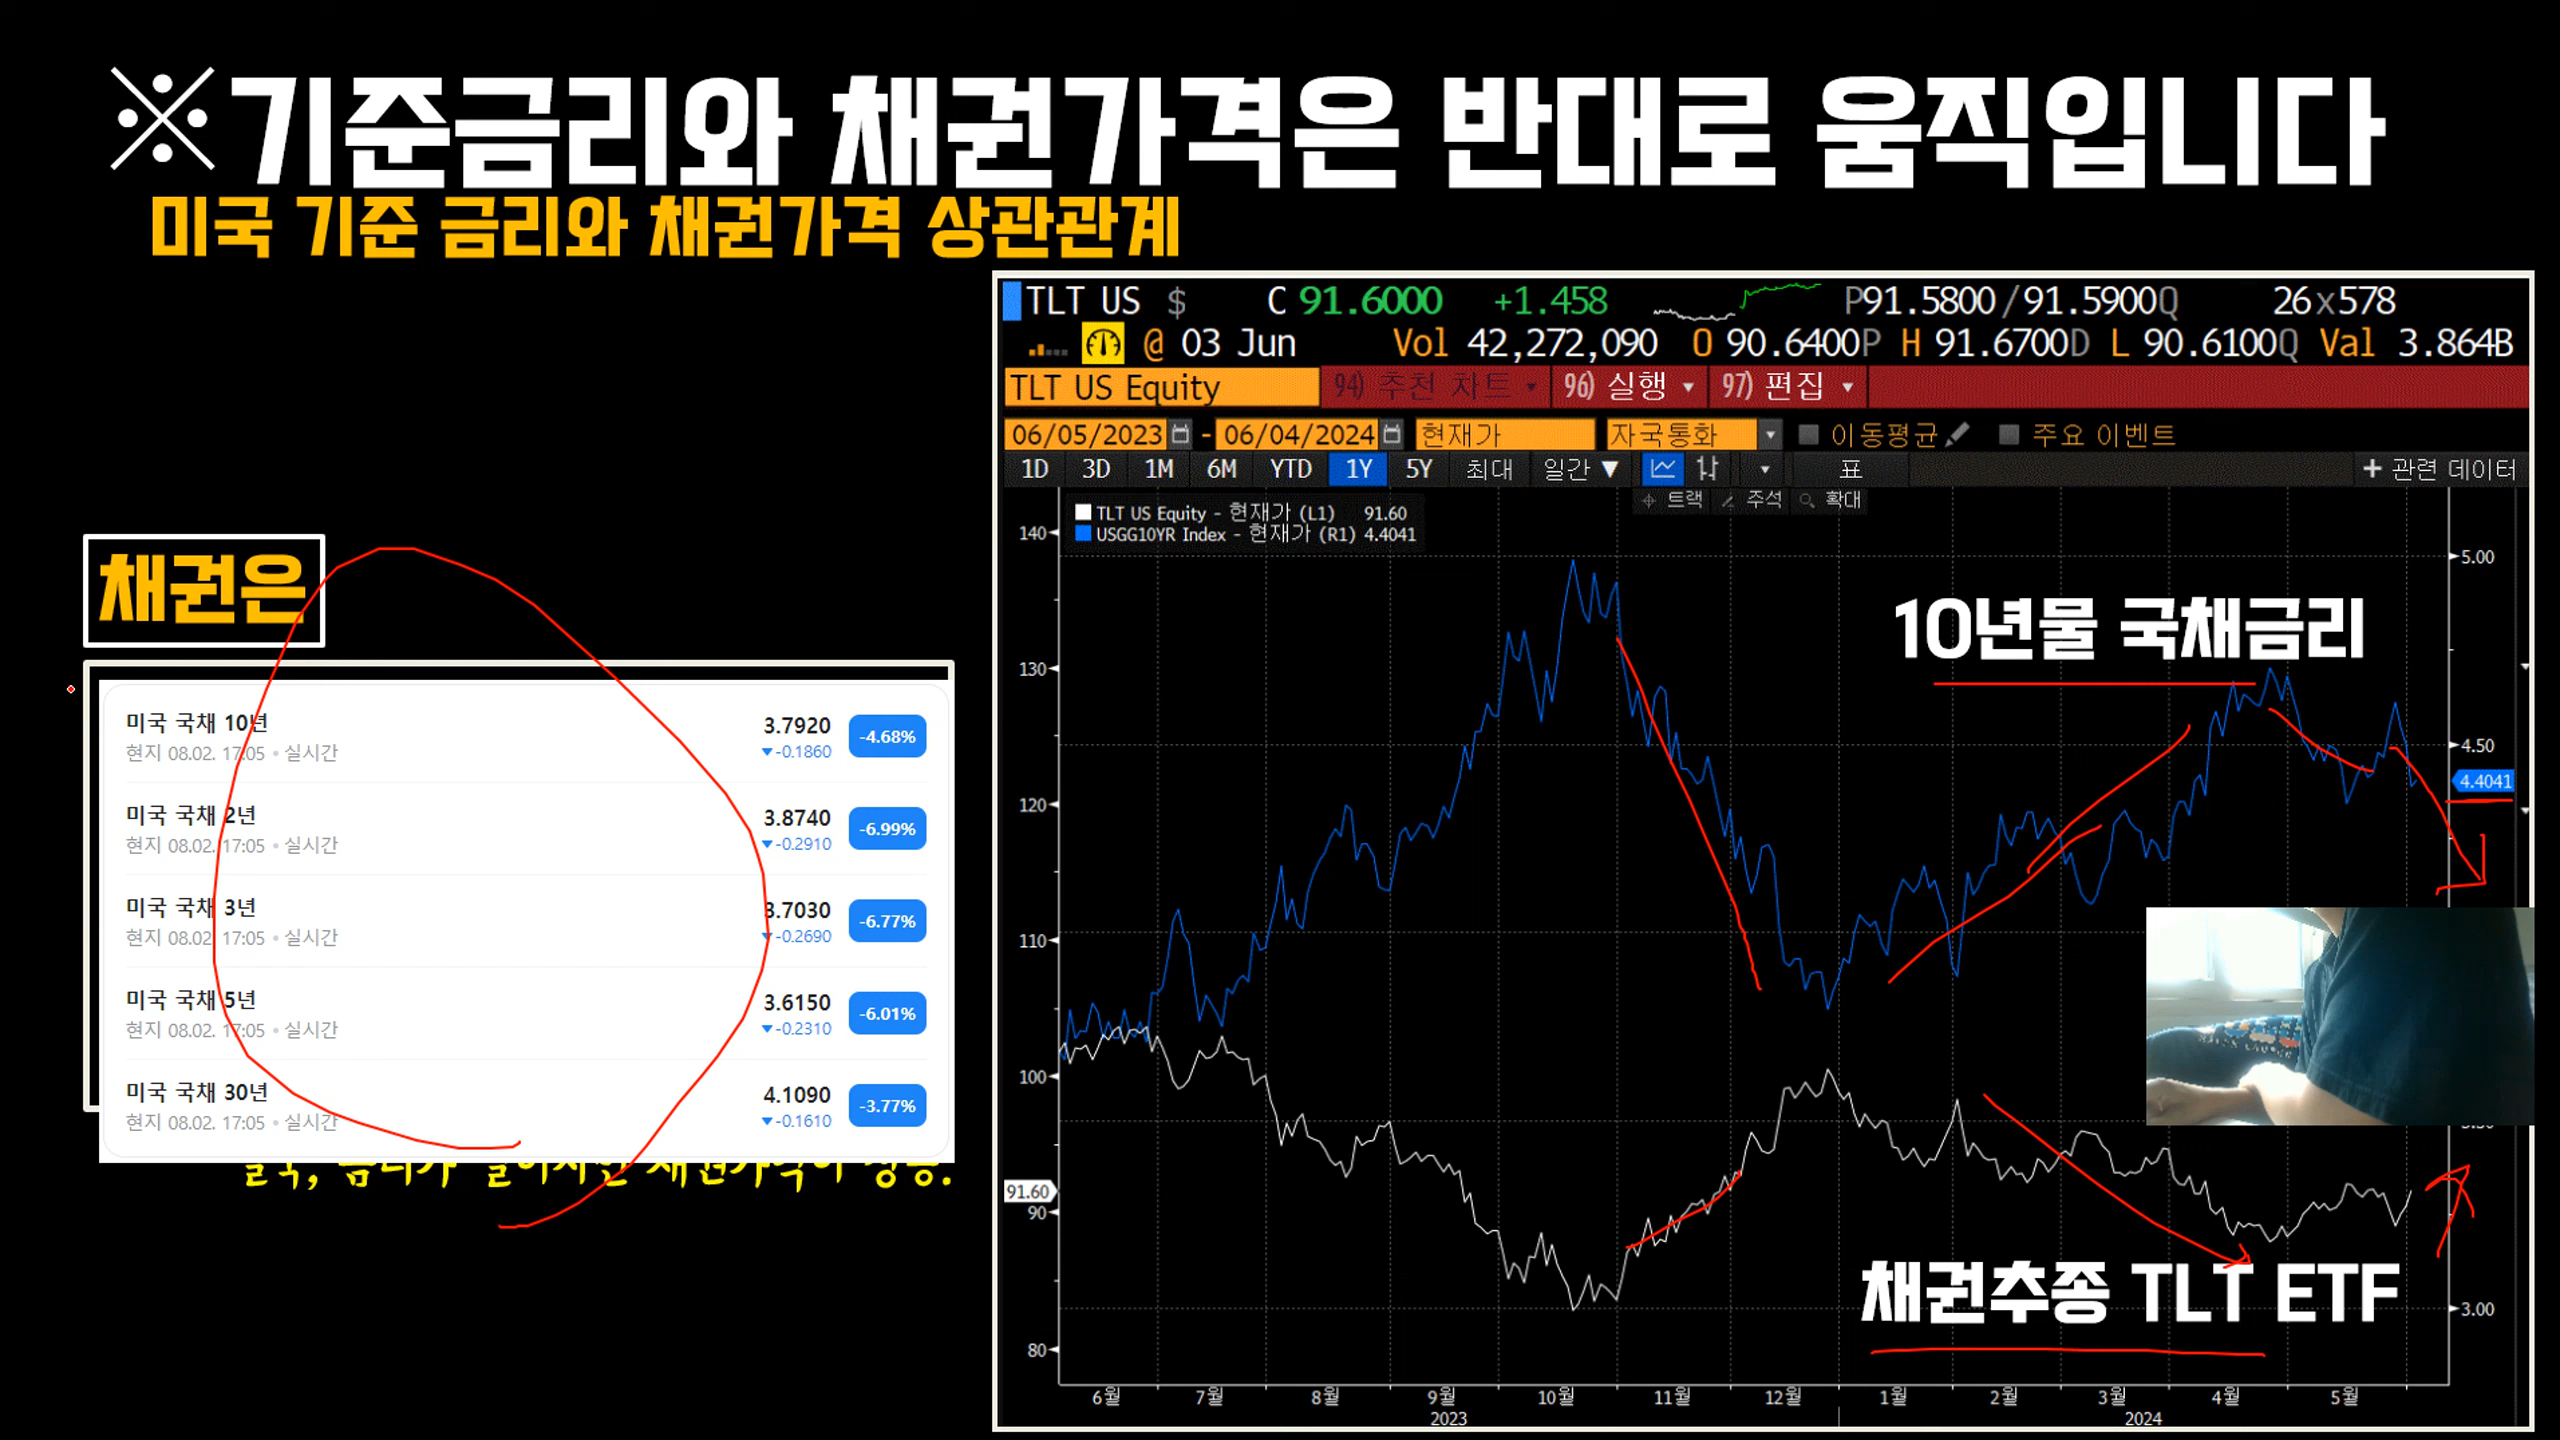 ※기준금리와 채권가격은 반대로 움직입니다
미국 기준 금리와 채권가격 상관관계
채권은
미국 국채 10년 3.7920 -4.68%
현지 08.02. 17:05 • 실시간 ▼-0.1860
미국 국채 2년 3.8740 -6.99%
현지 08.02. 17:05 • 실시간 ▼-0.2910
미국 국채 3년 3.7030 -6.77%
현지 08.02. 17:05 • 실시간 ▼-0.2690
미국 국채 5년 3.6150 -6.01%
현지 08.02. 17:05 • 실시간 ▼-0.2310
미국 국채 30년 4.1090 -3.77%
현지 08.02. 17:05 • 실시간 ▼-0.1610
TLT US $ C 91.6000 +1.458 P91.5800/91.5900Q 26x578
@ 03 Jun Vol 42,272,090 O 90.6400P H 91.6700D L 90.6100Q Val 3.864B
TLT US Equity 94) 추천 차트 96) 실행 ▼ 97) 편집 ▼
06/05/2023 - 06/04/2024 현재가 자국통화 이동평균 주요 이벤트
1D 3D 1M 6M YTD 1Y 5Y 최대 일간 ▼ 표 + 관련 데이터
트랙 주석 확대
TLT US Equity - 현재가 (L1) 91.60
USGG10YR Index - 현재가 (R1) 4.4041
140
130
120
110
100
91.60
90
80
5.00
4.50
4.4041
3.00
10년물 국채금리
채권추종 TLT ETF
6월 7월 8월 9월 10월 11월 12월 1월 2월 3월 4월 5월
2023 2024